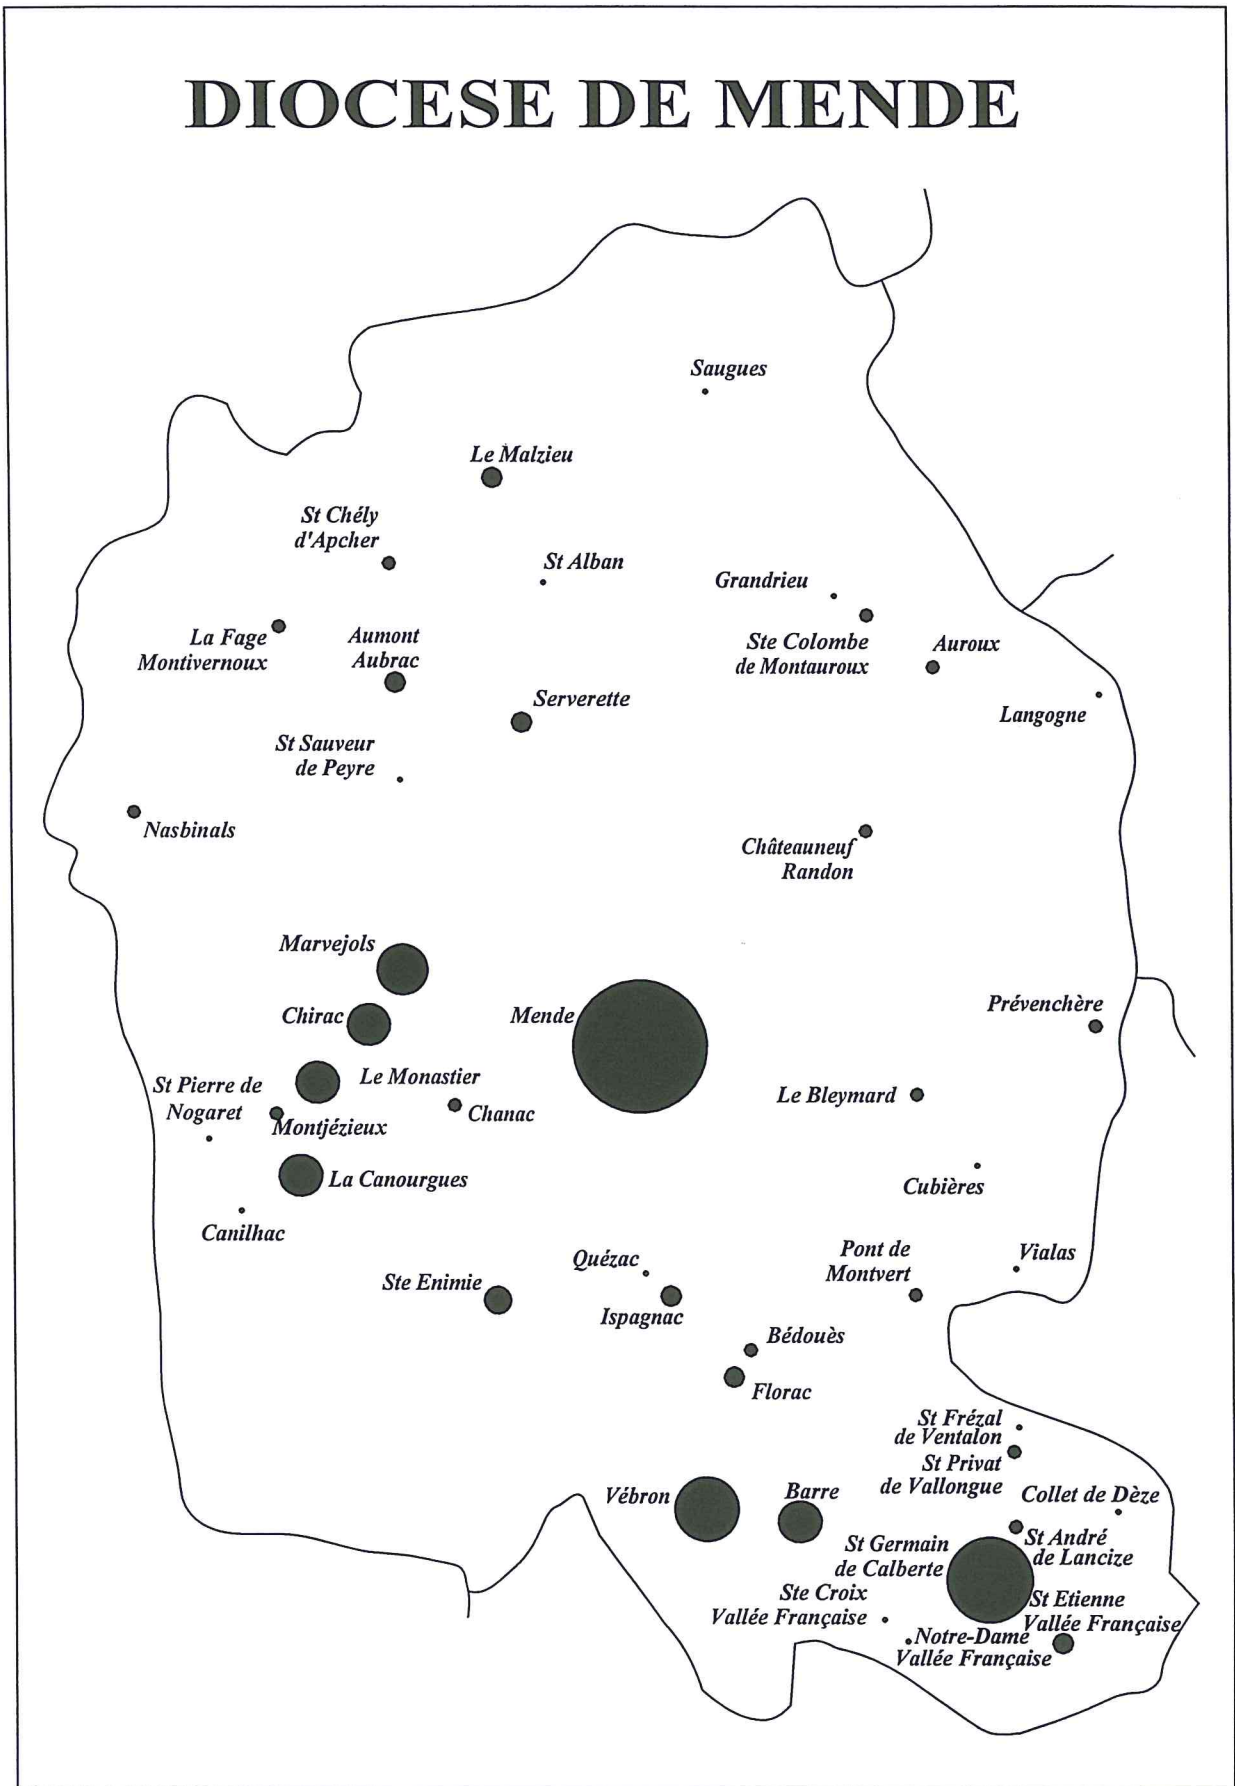 DIOCESE DE MENDE
Saugues
Le Malzieu
St Chély
d'Apcher
St Alban
Grandrieu
La Fage
Montivernoux
Aumont
Aubrac
Ste Colombe
de Montauroux
Auroux
Serverette
Langogne
St Sauveur
de Peyre
Nasbinals
Châteauneuf
Randon
Marvejols
Chirac
Mende
Prévenchère
St Pierre de
Nogaret
Le Monastier
Chanac
Montjézieux
Le Bleymard
La Canourgues
Cubières
Canilhac
Quézac
Pont de
Montvert
Vialas
Ste Enimie
Ispagnac
Bédouès
Florac
St Frézal
de Ventalon
St Privat
de Vallongue
Vébron
Barre
Collet de Dèze
St André
de Lancize
St Germain
de Calberte
Ste Croix
Vallée Française
St Etienne
Vallée Française
Notre-Dame
Vallée Française